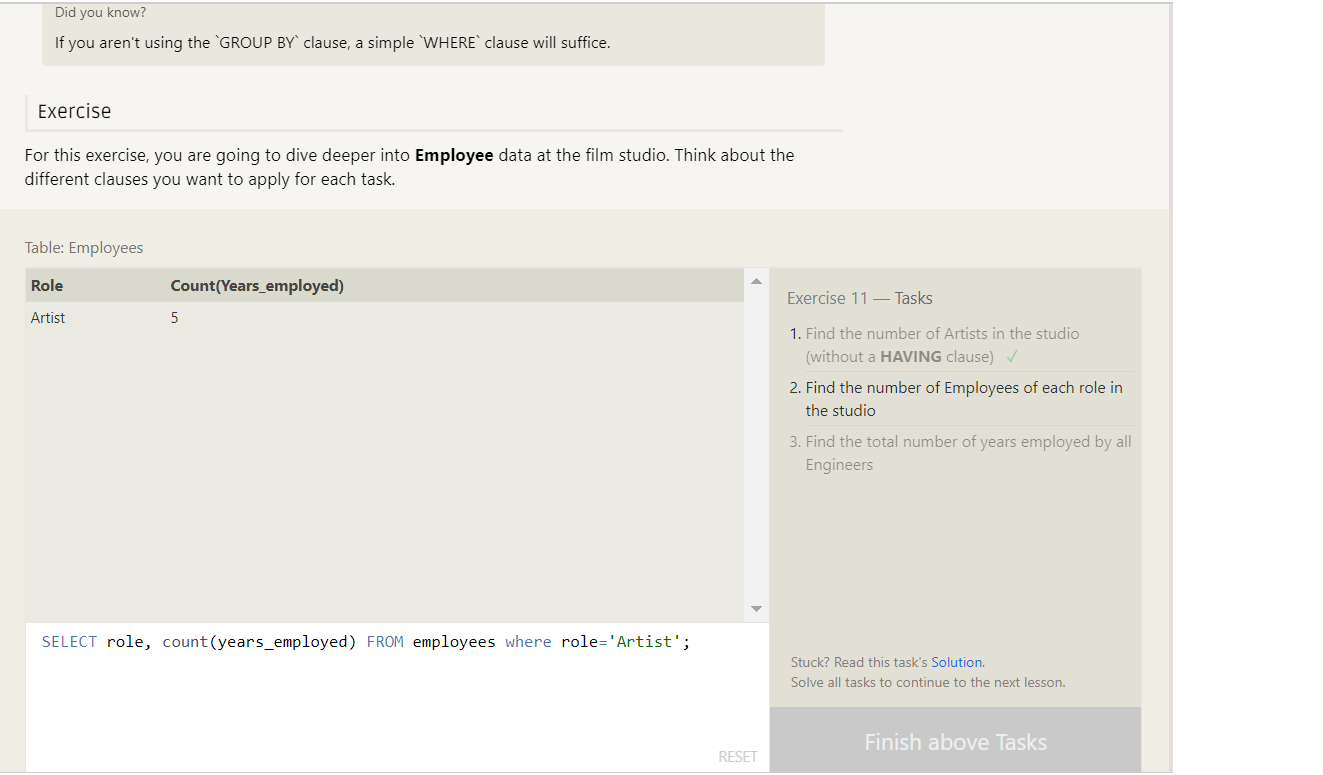 Did you know?
If you aren't using the `GROUP BY` clause, a simple `WHERE` clause will suffice.
Exercise
For this exercise, you are going to dive deeper into Employee data at the film studio. Think about the
different clauses you want to apply for each task.
Table: Employees
Role Count(Years_employed)
Artist 5
SELECT role, count(years_employed) FROM employees where role='Artist';
RESET
Exercise 11 — Tasks
1. Find the number of Artists in the studio
(without a HAVING clause) ✓
2. Find the number of Employees of each role in
the studio
3. Find the total number of years employed by all
Engineers
Stuck? Read this task's Solution.
Solve all tasks to continue to the next lesson.
Finish above Tasks